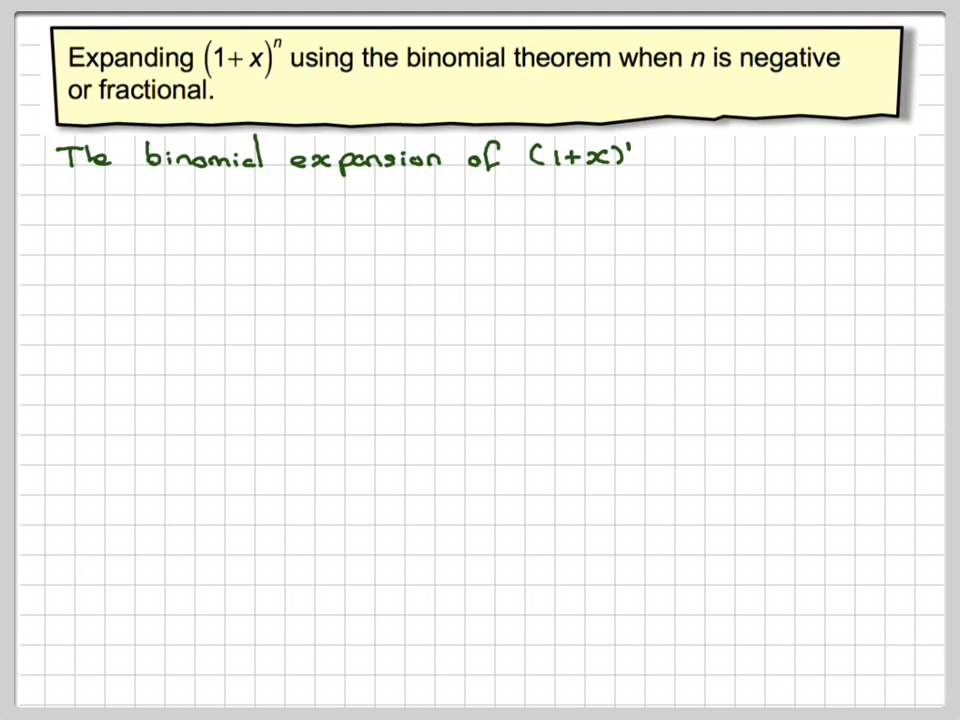 Expanding (1+ x)ⁿ using the binomial theorem when n is negative
or fractional.
The binomial expansion of (1+x)'